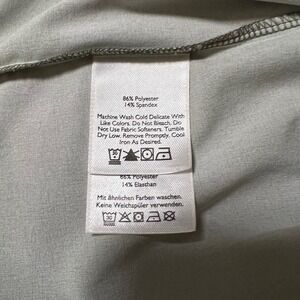 86% Polyester
14% Spandex
Machine Wash Cold Delicate With
Like Colors. Do Not Bleach. Do
Not Use Fabric Softeners. Tumble
Dry Low. Remove Promptly. Cool
Iron As Desired.
86% Polyester
14% Elasthan
Mit ähnlichen Farben waschen.
Keine Weichspüler verwenden.